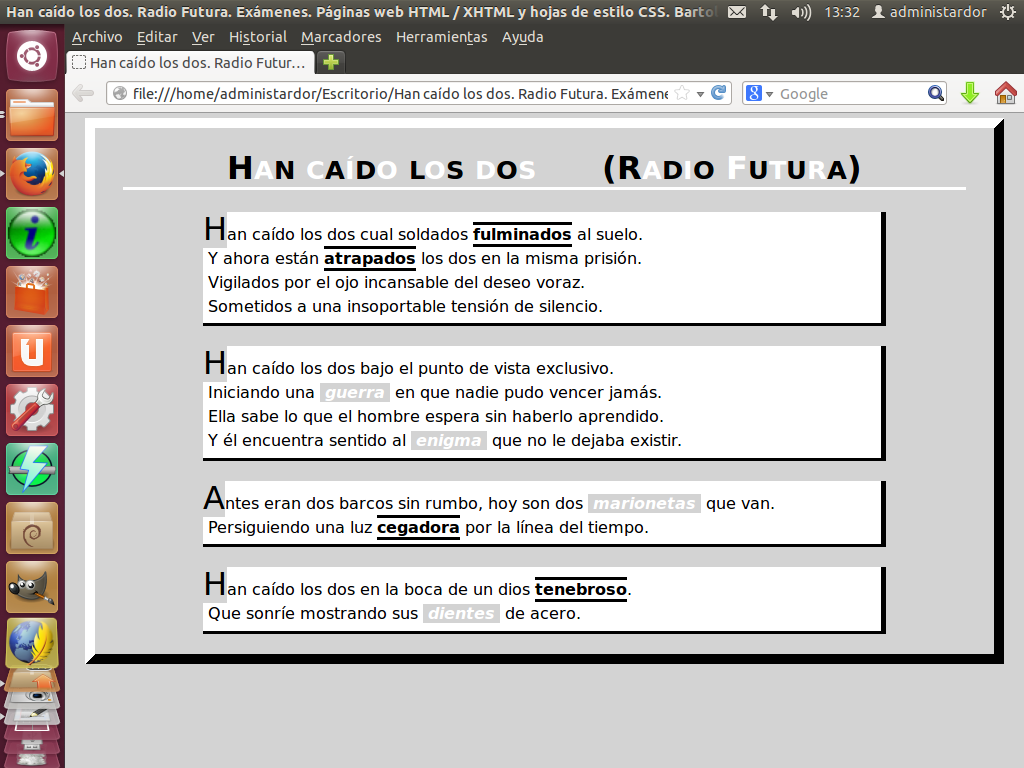 Han caído los dos. Radio Futura. Exámenes. Páginas web HTML / XHTML y hojas de estilo CSS. Bartol 13:32 administardor
Archivo Editar Ver Historial Marcadores Herramientas Ayuda
Han caído los dos. Radio Futur...
file:///home/administardor/Escritorio/Han caído los dos. Radio Futura. Exámene Google
Han caído los dos (Radio Futura)
Han caído los dos cual soldados fulminados al suelo.
Y ahora están atrapados los dos en la misma prisión.
Vigilados por el ojo incansable del deseo voraz.
Sometidos a una insoportable tensión de silencio.
Han caído los dos bajo el punto de vista exclusivo.
Iniciando una guerra en que nadie pudo vencer jamás.
Ella sabe lo que el hombre espera sin haberlo aprendido.
Y él encuentra sentido al enigma que no le dejaba existir.
Antes eran dos barcos sin rumbo, hoy son dos marionetas que van.
Persiguiendo una luz cegadora por la línea del tiempo.
Han caído los dos en la boca de un dios tenebroso.
Que sonríe mostrando sus dientes de acero.